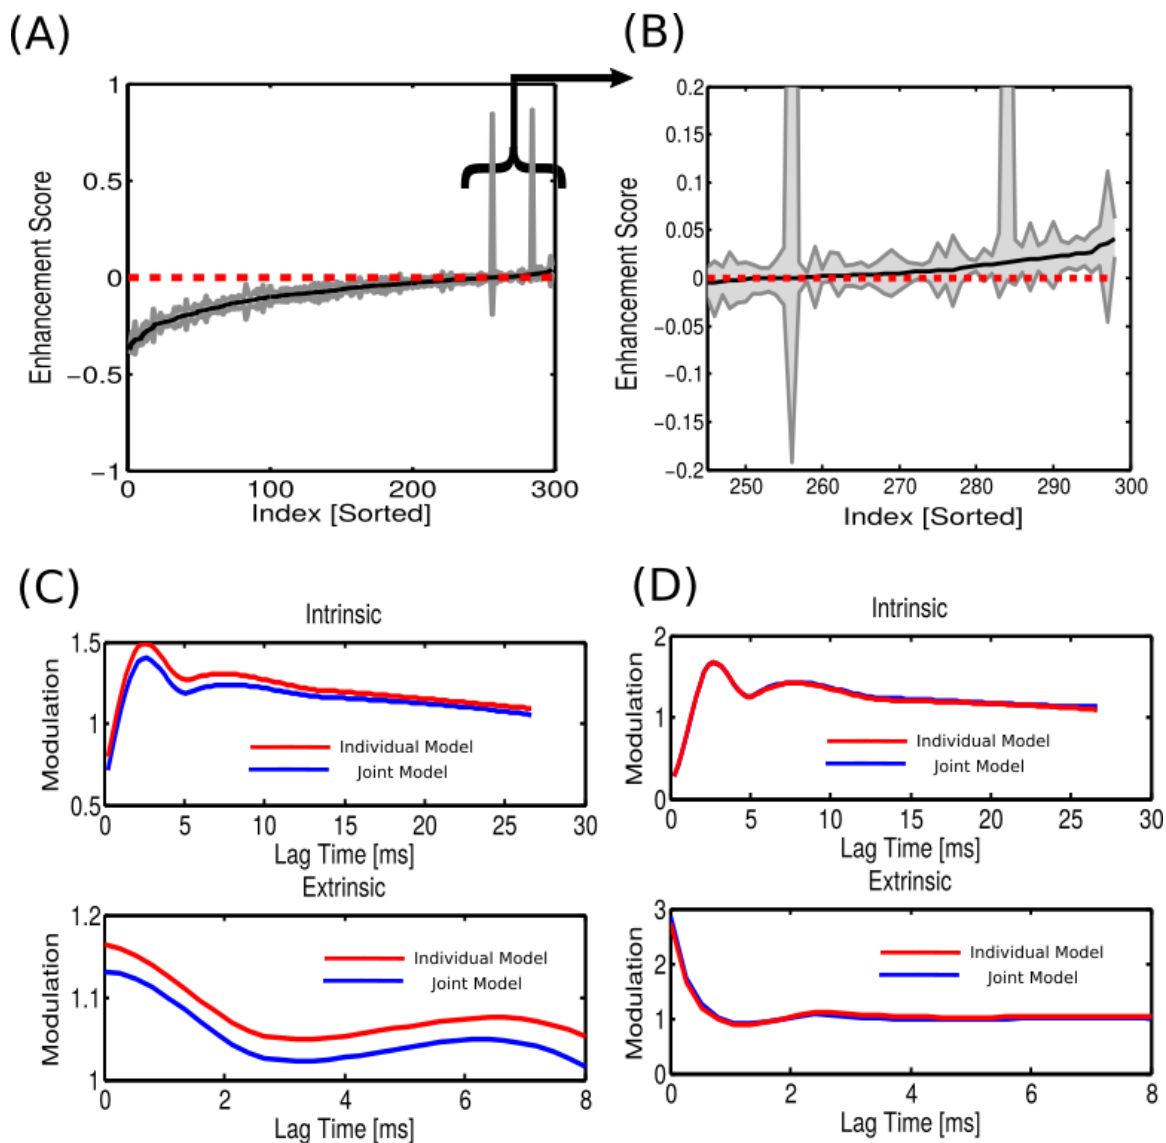 (A)
Enhancement Score
1
0.5
0
−0.5
−1
0 100 200 300
Index [Sorted]
(B)
Enhancement Score
0.2
0.15
0.1
0.05
0
−0.05
−0.1
−0.15
−0.2
250 260 270 280 290 300
Index [Sorted]
(C)
Intrinsic
Modulation
1.5
1
0.5
Individual Model
Joint Model
0 5 10 15 20 25 30
Lag Time [ms]
Extrinsic
Modulation
1.2
1.1
1
Individual Model
Joint Model
0 2 4 6 8
Lag Time [ms]
(D)
Intrinsic
Modulation
2
1
0
Individual Model
Joint Model
0 5 10 15 20 25 30
Lag Time [ms]
Extrinsic
Modulation
3
2
1
0
Individual Model
Joint Model
0 2 4 6 8
Lag Time [ms]